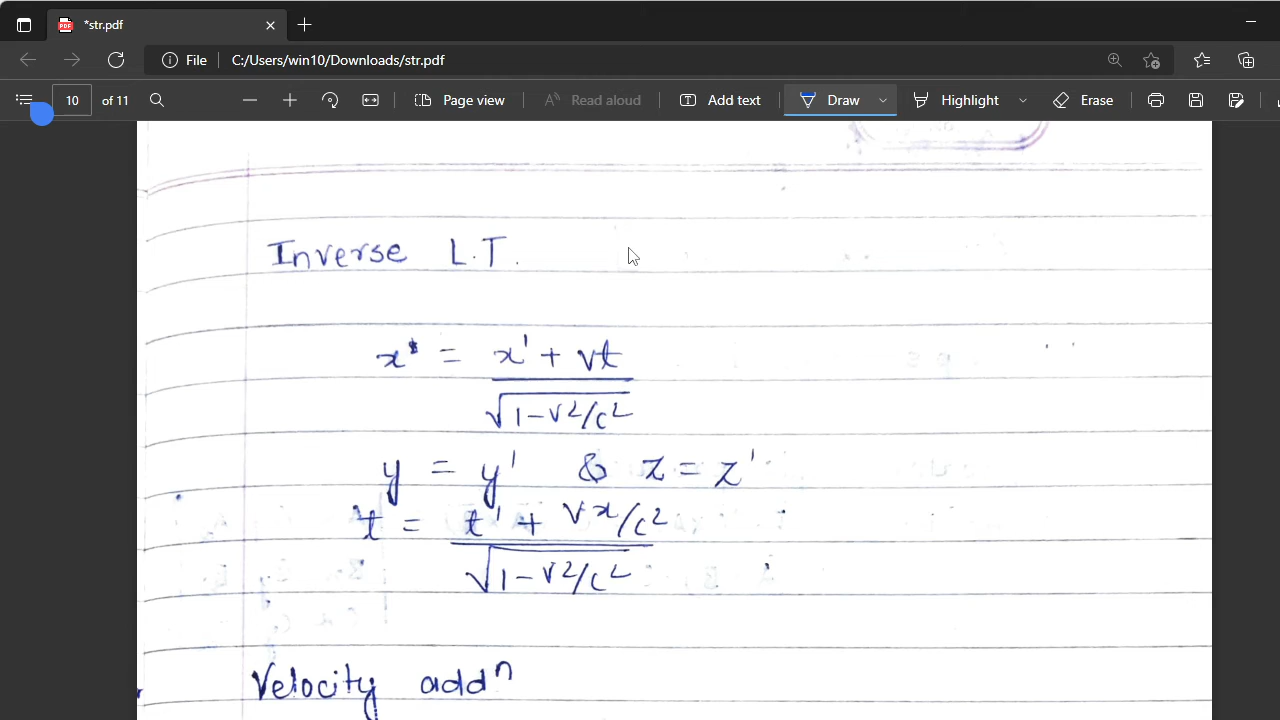 *str.pdf
File C:/Users/win10/Downloads/str.pdf
10 of 11 Page view Read aloud Add text Draw Highlight Erase
Inverse L.T.
x = x' + vt
√1-v²/c²
y = y' & z = z'
t = t' + vx/c²
√1-v²/c²
Velocity addⁿ